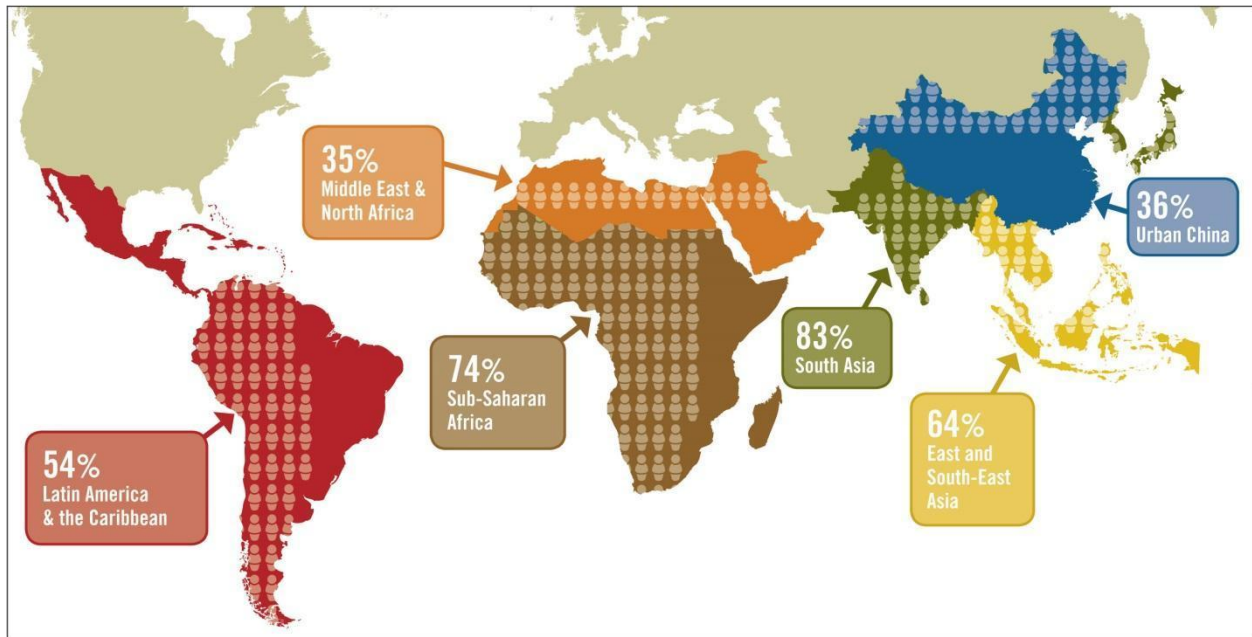 35%
Middle East &
North Africa
36%
Urban China
83%
South Asia
74%
Sub-Saharan
Africa
64%
East and
South-East
Asia
54%
Latin America
& the Caribbean